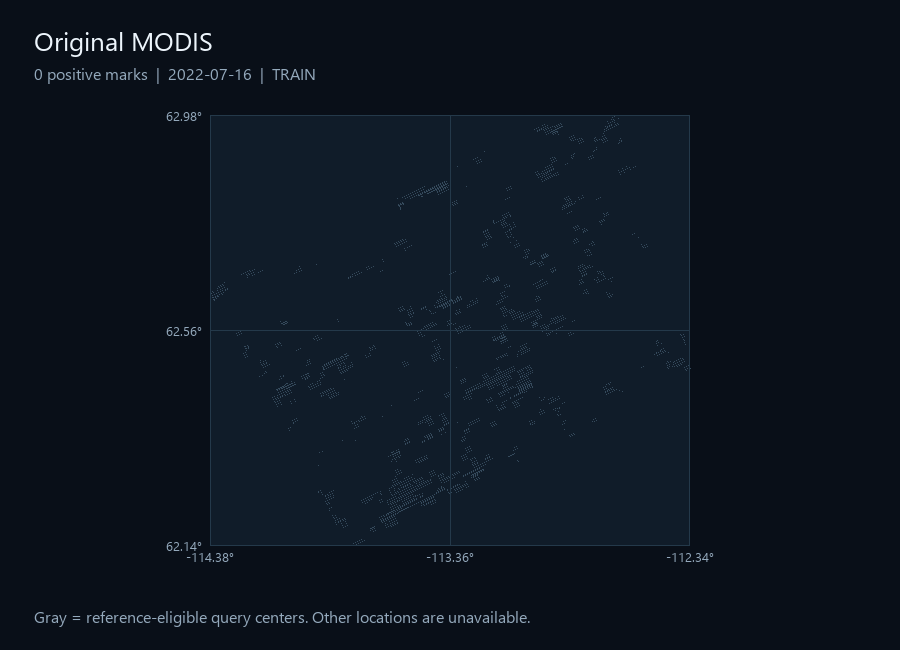 Original MODIS
0 positive marks | 2022-07-16 | TRAIN
62.98°
62.56°
62.14°
-114.38°
-113.36°
-112.34°
Gray = reference-eligible query centers. Other locations are unavailable.